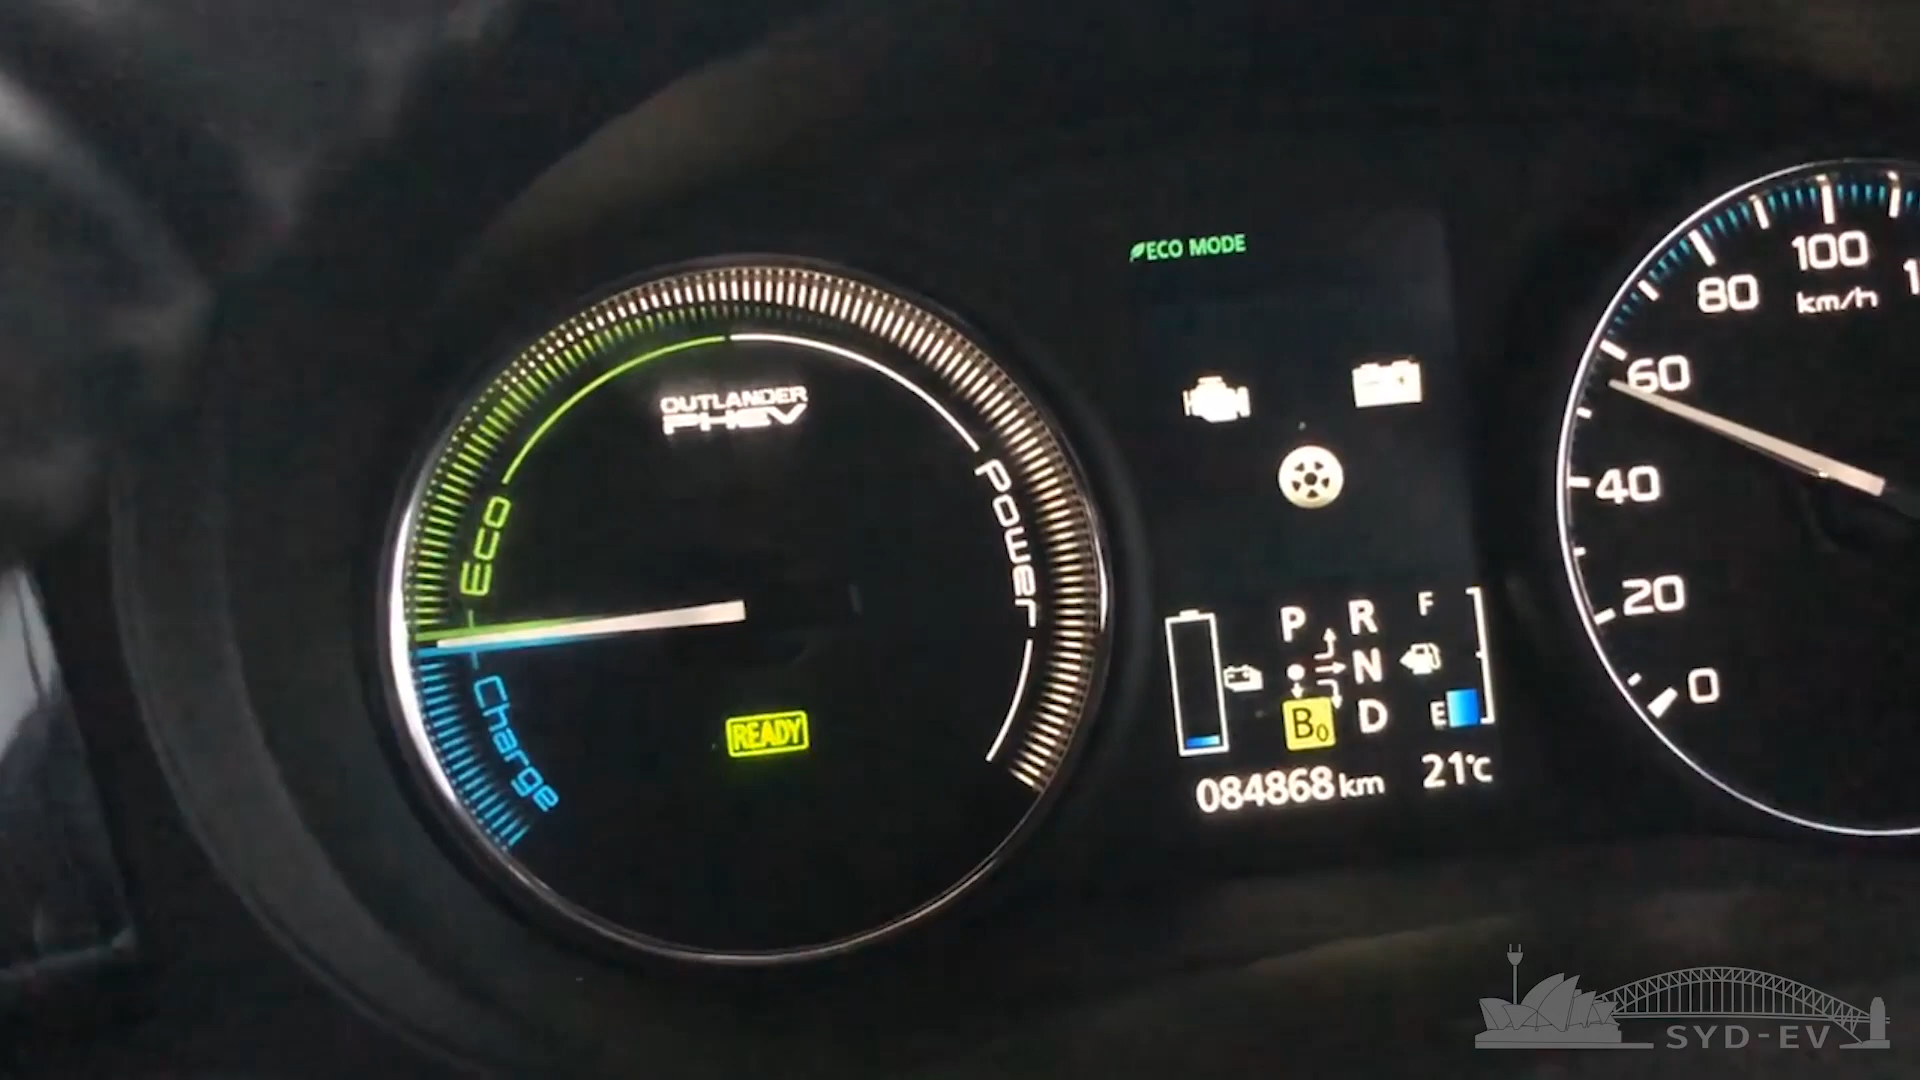 ECO MODE
OUTLANDER
PHEV
Eco
Power
Charge
READY
P R F
N
B0 D E
084868 km 21°C
100
80
km/h
60
40
20
0
SYD-EV